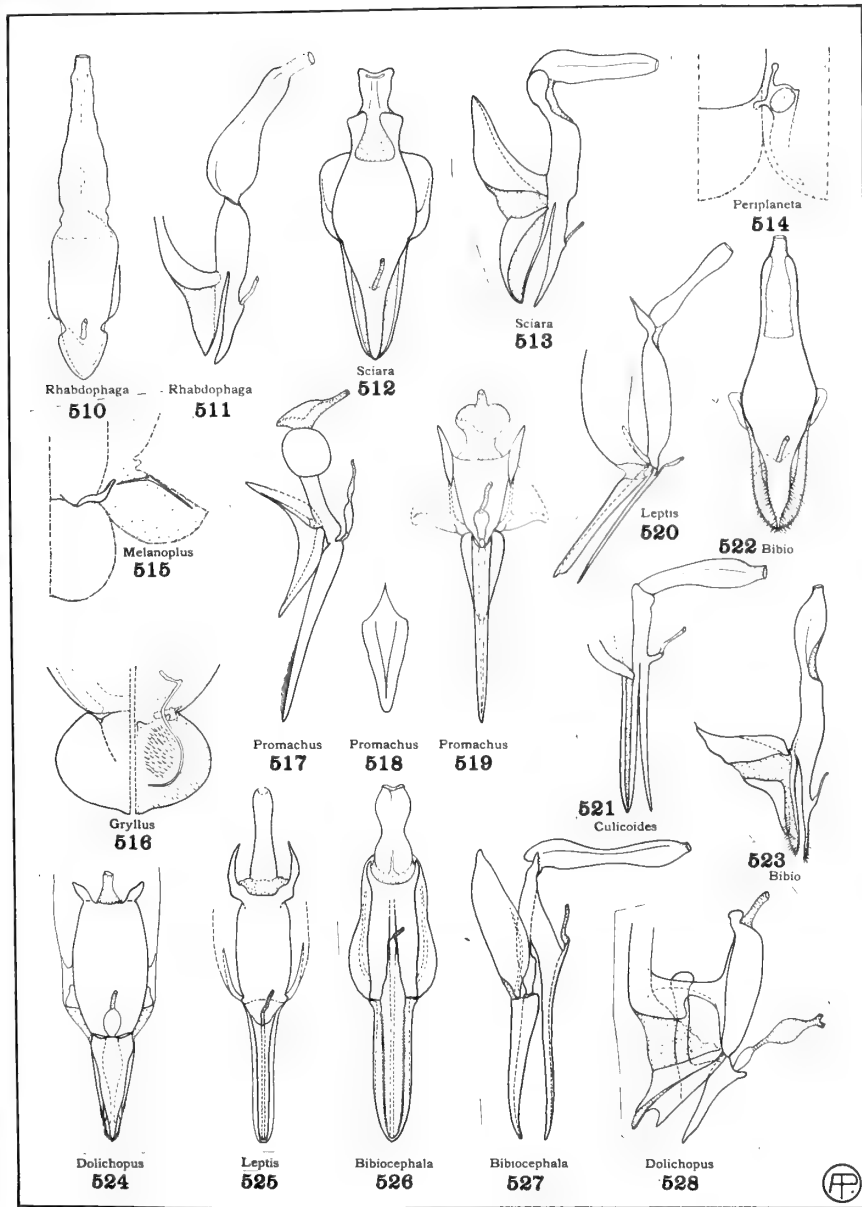 Rhabdophaga
510
Rhabdophaga
511
Sciara
512
Sciara
513
Periplaneta
514
Melanoplus
515
Gryllus
516
Promachus
517
Promachus
518
Promachus
519
Leptis
520
521
Culicoides
522 Bibio
523
Bibio
Dolichopus
524
Leptis
525
Bibiocephala
526
Bibiocephala
527
Dolichopus
528